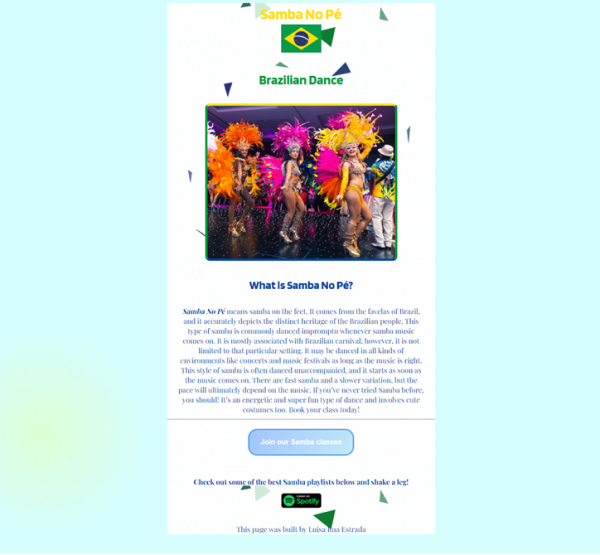 Samba No Pé
Brazilian Dance
What is Samba No Pé?
Samba No Pé means samba on the feet. It comes from the favelas of Brazil,
and it accurately depicts the distinct heritage of the Brazilian people. This
type of samba is commonly danced impromptu whenever samba music
comes on. It is mostly associated with Brazilian carnival; however, it is not
limited to that particular setting. It may be danced in all kinds of
environments like concerts and music festivals as long as the music is right.
This style of samba is often danced unaccompanied, and it starts as soon as
the music comes on. There are fast samba and a slower variation, but the
pace will ultimately depend on the music. If you've never tried Samba before,
you should! It's an energetic and super fun type of dance and involves cute
costumes too. Book your class today!
Join our Samba classes
Check out some of the best Samba playlists below and shake a leg!
Spotify
This page was built by Luisa Estrada